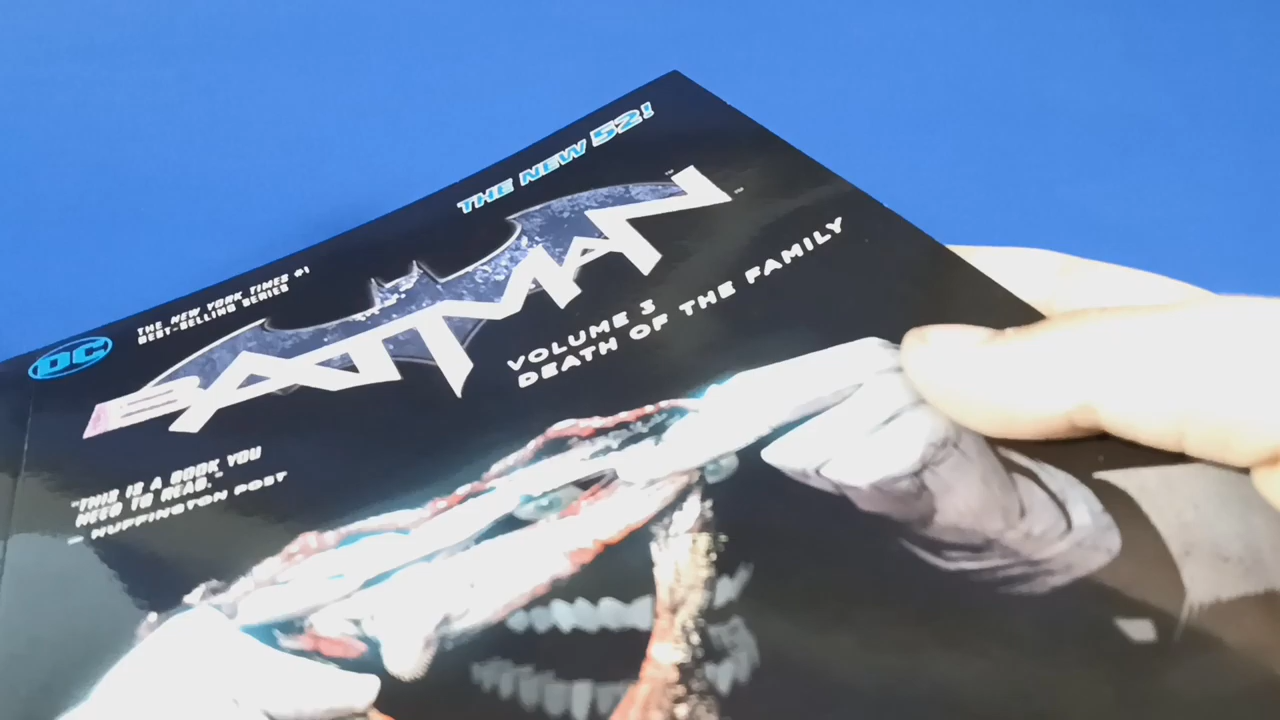 THE NEW 52!
THE NEW YORK TIMES #1
BEST-SELLING SERIES
DC
BATMAN
VOLUME 3
DEATH OF THE FAMILY
"THIS IS A BOOK YOU
NEED TO READ."
— HUFFINGTON POST